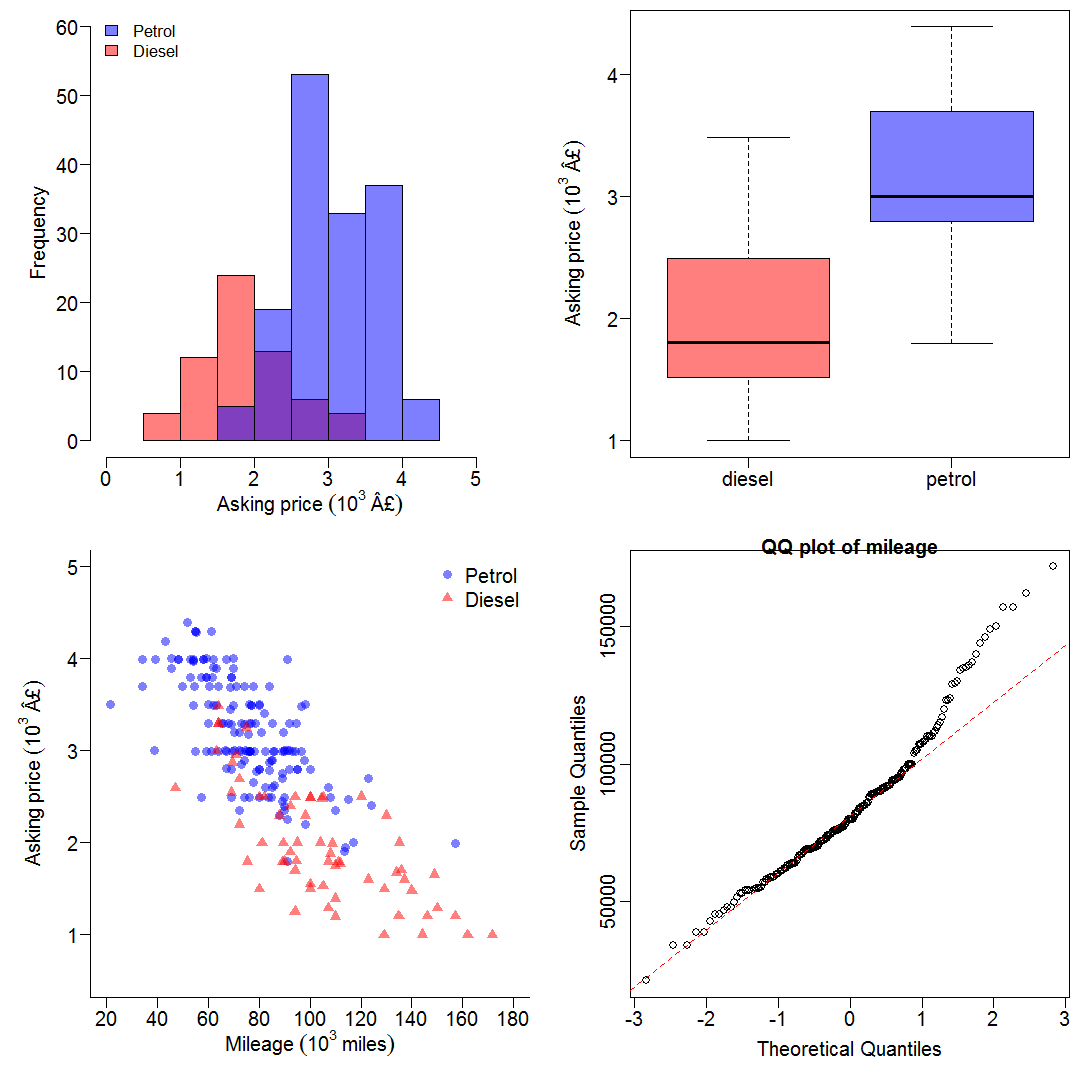 60
50
40
30
20
10
0
Frequency
Petrol
Diesel
0 1 2 3 4 5
Asking price (10³ Â£)
4
3
2
1
Asking price (10³ Â£)
diesel petrol
5
4
3
2
1
Asking price (10³ Â£)
Petrol
Diesel
20 40 60 80 100 120 140 160 180
Mileage (10³ miles)
QQ plot of mileage
150000
100000
50000
Sample Quantiles
-3 -2 -1 0 1 2 3
Theoretical Quantiles